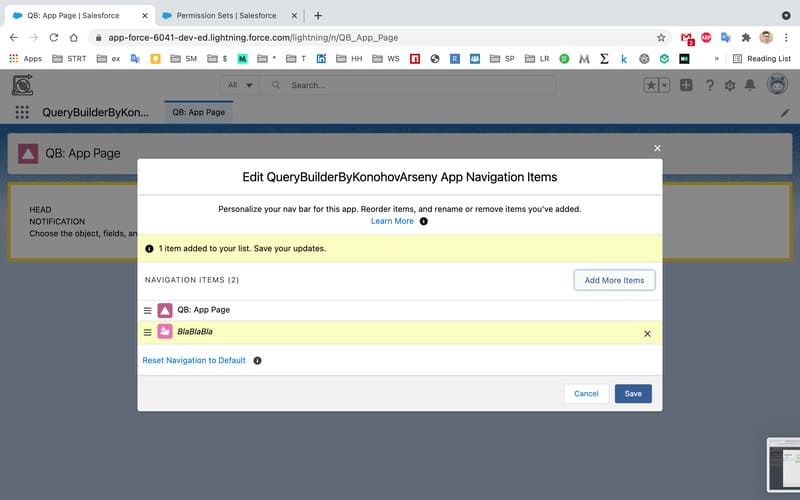 QB: App Page | Salesforce
Permission Sets | Salesforce
app-force-6041-dev-ed.lightning.force.com/lightning/n/QB_App_Page
2
ABP
Apps
STRT
ex
SM
$
M.
*
T
in
HH
WS
R
SP
LR
M
Σ
k
»
Reading List
All
Search...
QueryBuilderByKon...
QB: App Page
QB: App Page
HEAD
NOTIFICATION
Choose the object, fields, an
Edit QueryBuilderByKonohovArseny App Navigation Items
Personalize your nav bar for this app. Reorder items, and rename or remove items you've added.
Learn More
1 item added to your list. Save your updates.
NAVIGATION ITEMS (2)
Add More Items
QB: App Page
BlaBlaBla
Reset Navigation to Default
Cancel
Save